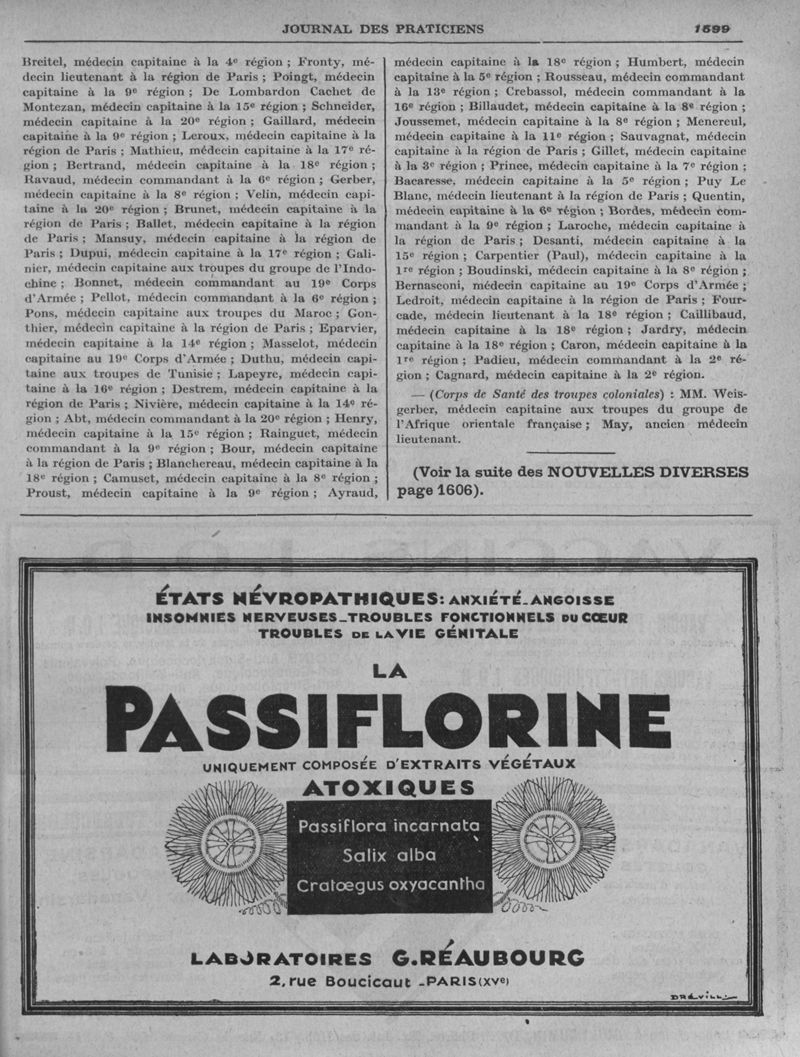 JOURNAL DES PRATICIENS 1599
Breitel, médecin capitaine à la 4e région ; Fronty, mé-
decin lieutenant à la région de Paris ; Poingt, médecin
capitaine à la 9e région ; De Lombardon Cachet de
Montezan, médecin capitaine à la 15e région ; Schneider,
médecin capitaine à la 20e région ; Gaillard, médecin
capitaine à la 9e région ; Leroux, médecin capitaine à la
région de Paris ; Mathieu, médecin capitaine à la 17e ré-
gion ; Bertrand, médecin capitaine à la 18e région ;
Ravaud, médecin commandant à la 6e région ; Gerber,
médecin capitaine à la 8e région ; Velin, médecin capi-
taine à la 20e région ; Brunet, médecin capitaine à la
région de Paris ; Ballet, médecin capitaine à la région
de Paris ; Mansuy, médecin capitaine à la région de
Paris ; Dupui, médecin capitaine à la 17e région ; Gali-
nier, médecin capitaine aux troupes du groupe de l'Indo-
chine ; Bonnet, médecin commandant au 19e Corps
d'Armée ; Pellot, médecin commandant à la 6e région ;
Pons, médecin capitaine aux troupes du Maroc ; Gon-
thier, médecin capitaine à la région de Paris ; Eparvier,
médecin capitaine à la 14e région ; Masselot, médecin
capitaine au 19e Corps d'Armée ; Duthu, médecin capi-
taine aux troupes de Tunisie ; Lapeyre, médecin capi-
taine à la 16e région ; Destrem, médecin capitaine à la
région de Paris ; Nivière, médecin capitaine à la 14e ré-
gion ; Abt, médecin commandant à la 20e région ; Henry,
médecin capitaine à la 15e région ; Rainguet, médecin
commandant à la 9e région ; Bour, médecin capitaine
à la région de Paris ; Blanchereau, médecin capitaine à la
18e région ; Camuset, médecin capitaine à la 8e région ;
Proust, médecin capitaine à la 9e région ; Ayraud,
médecin capitaine à la 18e région ; Humbert, médecin
capitaine à la 5e région ; Rousseau, médecin commandant
à la 13e région ; Crebassol, médecin commandant à la
16e région ; Billaudet, médecin capitaine à la 8e région ;
Joussemet, médecin capitaine à la 8e région ; Menereul,
médecin capitaine à la 11e région ; Sauvagnat, médecin
capitaine à la région de Paris ; Gillet, médecin capitaine
à la 3e région ; Prince, médecin capitaine à la 7e région ;
Bacaresse, médecin capitaine à la 5e région ; Puy Le
Blanc, médecin lieutenant à la région de Paris ; Quentin,
médecin capitaine à la 6e région ; Bordes, médecin com-
mandant à la 9e région ; Laroche, médecin capitaine à
la région de Paris ; Desanti, médecin capitaine à la
15e région ; Carpentier (Paul), médecin capitaine à la
1re région ; Boudinski, médecin capitaine à la 8e région ;
Bernasconi, médecin capitaine au 19e Corps d'Armée ;
Ledroit, médecin capitaine à la région de Paris ; Four-
cade, médecin lieutenant à la 18e région ; Caillibaud,
médecin capitaine à la 18e région ; Jardry, médecin
capitaine à la 18e région ; Caron, médecin capitaine à la
1re région ; Padieu, médecin commandant à la 2e ré-
gion ; Cagnard, médecin capitaine à la 2e région.
— (Corps de Santé des troupes coloniales) : MM. Weis-
gerber, médecin capitaine aux troupes du groupe de
l'Afrique orientale française ; May, ancien médecin
lieutenant.
(Voir la suite des NOUVELLES DIVERSES
page 1606).
ÉTATS NÉVROPATHIQUES: ANXIÉTÉ_ANGOISSE
INSOMNIES NERVEUSES_TROUBLES FONCTIONNELS DU CŒUR
TROUBLES DE LA VIE GÉNITALE
LA
PASSIFLORINE
UNIQUEMENT COMPOSÉE D'EXTRAITS VÉGÉTAUX
ATOXIQUES
Passiflora incarnata
Salix alba
Cratœgus oxyacantha
LABORATOIRES G.RÉAUBOURG
2, rue Boucicaut _PARIS (XVe)